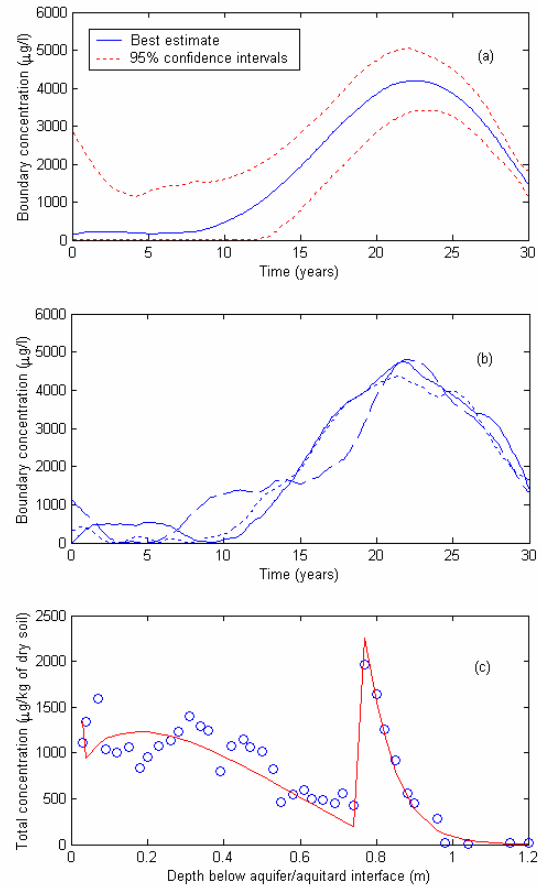 6000
5000
4000
3000
2000
1000
0
Boundary concentration (µg/l)
Best estimate
95% confidence intervals
(a)
0 5 10 15 20 25 30
Time (years)
6000
5000
4000
3000
2000
1000
0
Boundary concentration (µg/l)
(b)
0 5 10 15 20 25 30
Time (years)
2500
2000
1500
1000
500
0
Total concentration (µg/kg of dry soil)
(c)
0 0.2 0.4 0.6 0.8 1 1.2
Depth below aquifer/aquitard interface (m)